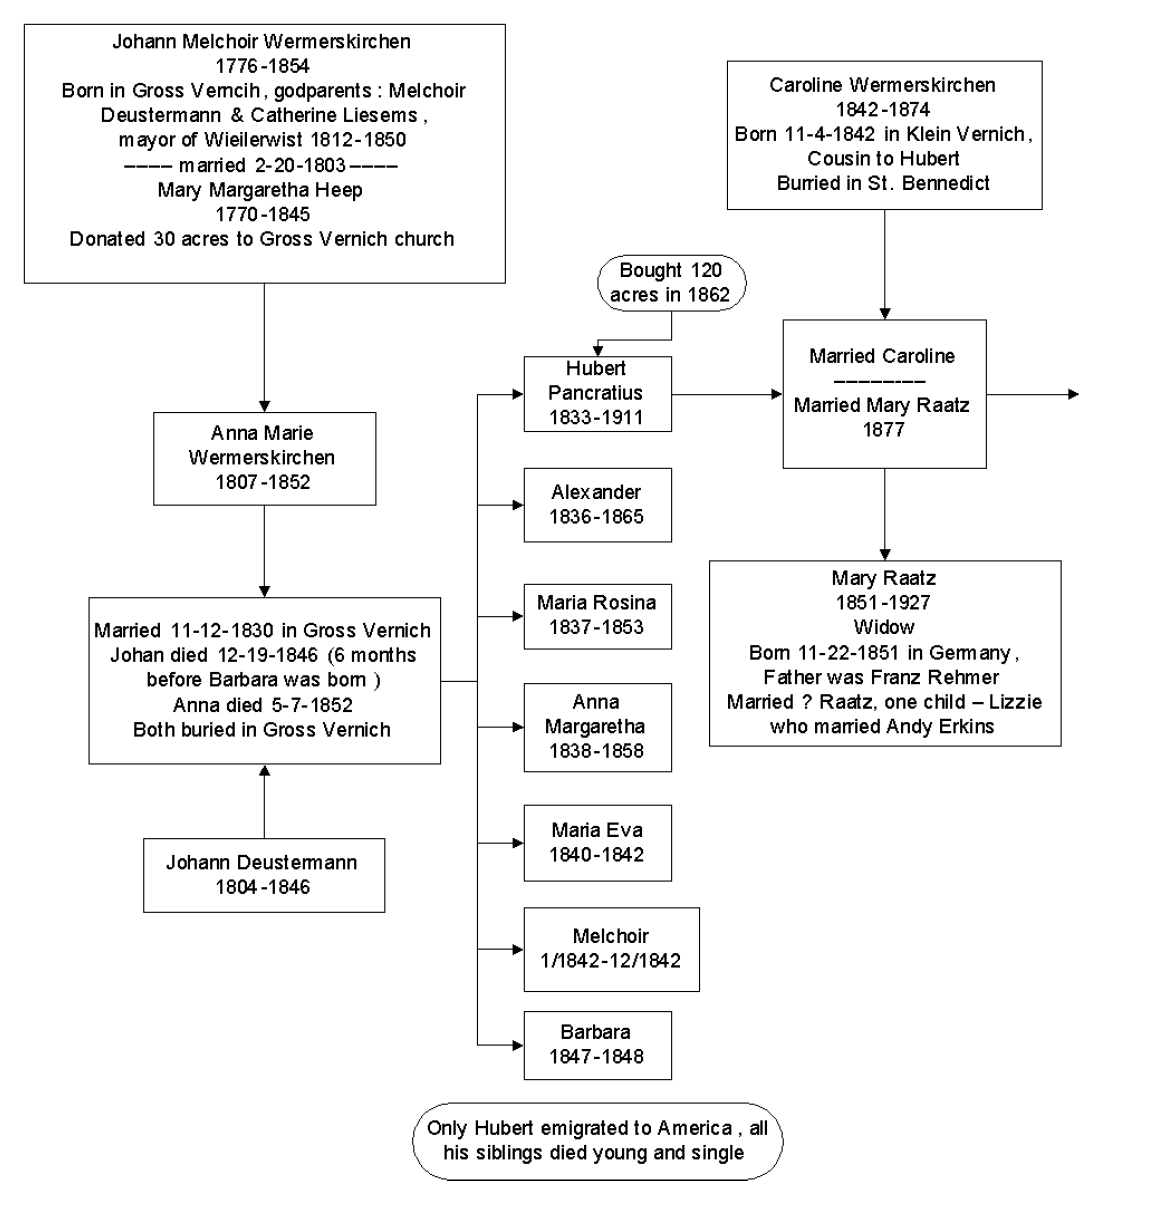 Johann Melchoir Wermerskirchen
1776-1854
Born in Gross Verncih, godparents : Melchoir
Deustermann & Catherine Liesems ,
mayor of Wieilerwist 1812-1850
–––––– married 2-20-1803 ––––––
Mary Margaretha Heep
1770-1845
Donated 30 acres to Gross Vernich church
Caroline Wermerskirchen
1842-1874
Born 11-4-1842 in Klein Vernich ,
Cousin to Hubert
Burried in St. Bennedict
Bought 120
acres in 1862
Hubert
Pancratius
1833-1911
Married Caroline
–––––––––––
Married Mary Raatz
1877
Anna Marie
Wermerskirchen
1807-1852
Alexander
1836-1865
Maria Rosina
1837-1853
Married 11-12-1830 in Gross Vernich
Johan died 12-19-1846 (6 months
before Barbara was born )
Anna died 5-7-1852
Both buried in Gross Vernich
Mary Raatz
1851-1927
Widow
Born 11-22-1851 in Germany ,
Father was Franz Rehmer
Married ? Raatz, one child – Lizzie
who married Andy Erkins
Anna
Margaretha
1838-1858
Maria Eva
1840-1842
Johann Deustermann
1804-1846
Melchoir
1/1842-12/1842
Barbara
1847-1848
Only Hubert emigrated to America , all
his siblings died young and single